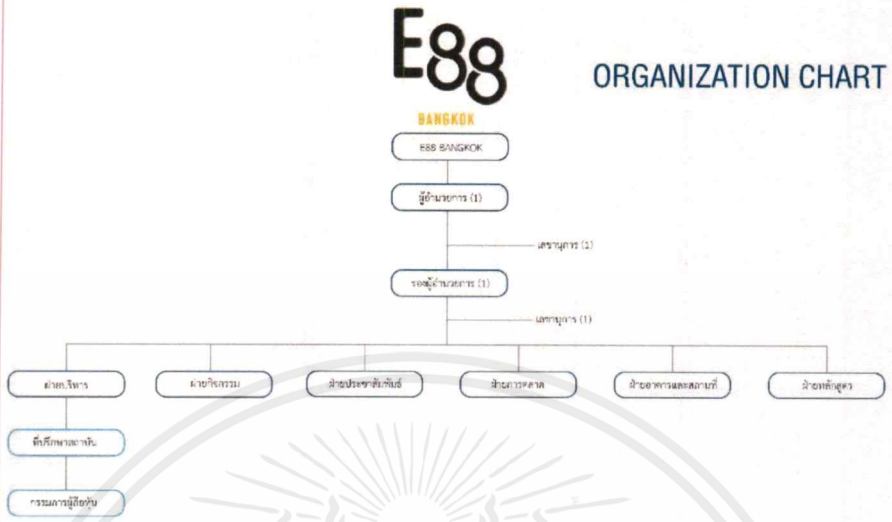 E88
BANGKOK
ORGANIZATION CHART
E88 BANGKOK
ผู้อำนวยการ (1)
เลขานุการ (1)
รองผู้อำนวยการ (1)
เลขานุการ (1)
ฝ่ายบริหาร
ฝ่ายกิจกรรม
ฝ่ายประชาสัมพันธ์
ฝ่ายการตลาด
ฝ่ายอาคารและสถานที่
ฝ่ายหลักสูตร
ที่ปรึกษาสถาบัน
กรรมการผู้ถือหุ้น